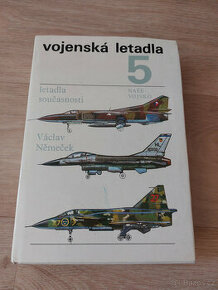 vojenská letadla
5
letadla
současnosti
NAŠE
VOJSKO
Václav
Němeček